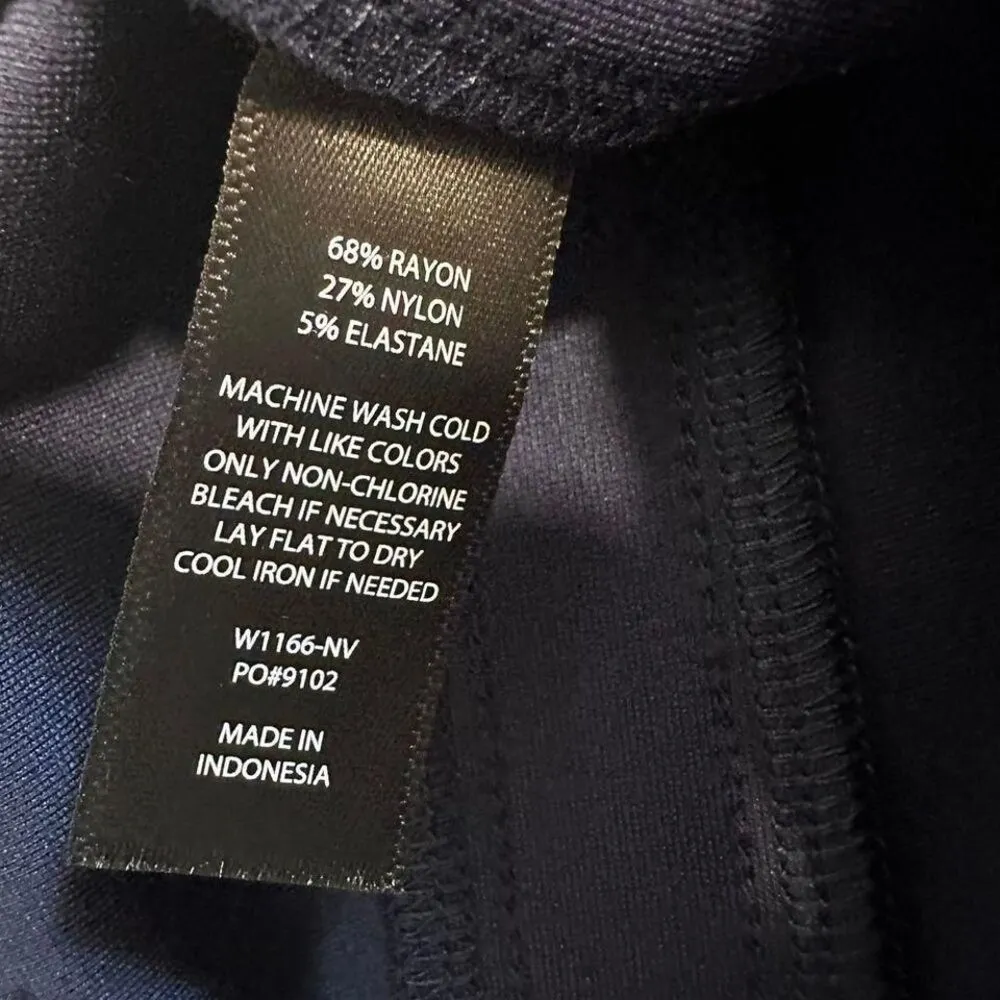 68% RAYON
27% NYLON
5% ELASTANE
MACHINE WASH COLD
WITH LIKE COLORS
ONLY NON-CHLORINE
BLEACH IF NECESSARY
LAY FLAT TO DRY
COOL IRON IF NEEDED
W1166-NV
PO#9102
MADE IN
INDONESIA